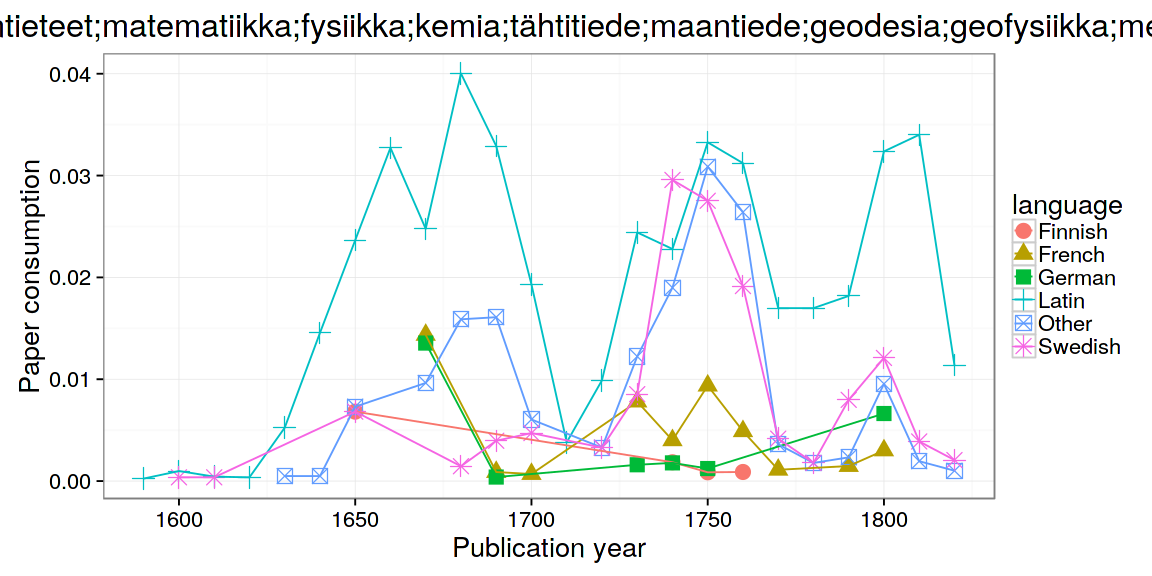 ntieteet;matematiikka;fysiikka;kemia;tähtitiede;maantiede;geodesia;geofysiikka;me
0.04
0.03
0.02
0.01
0.00
Paper consumption
1600 1650 1700 1750 1800
Publication year
language
Finnish
French
German
Latin
Other
Swedish